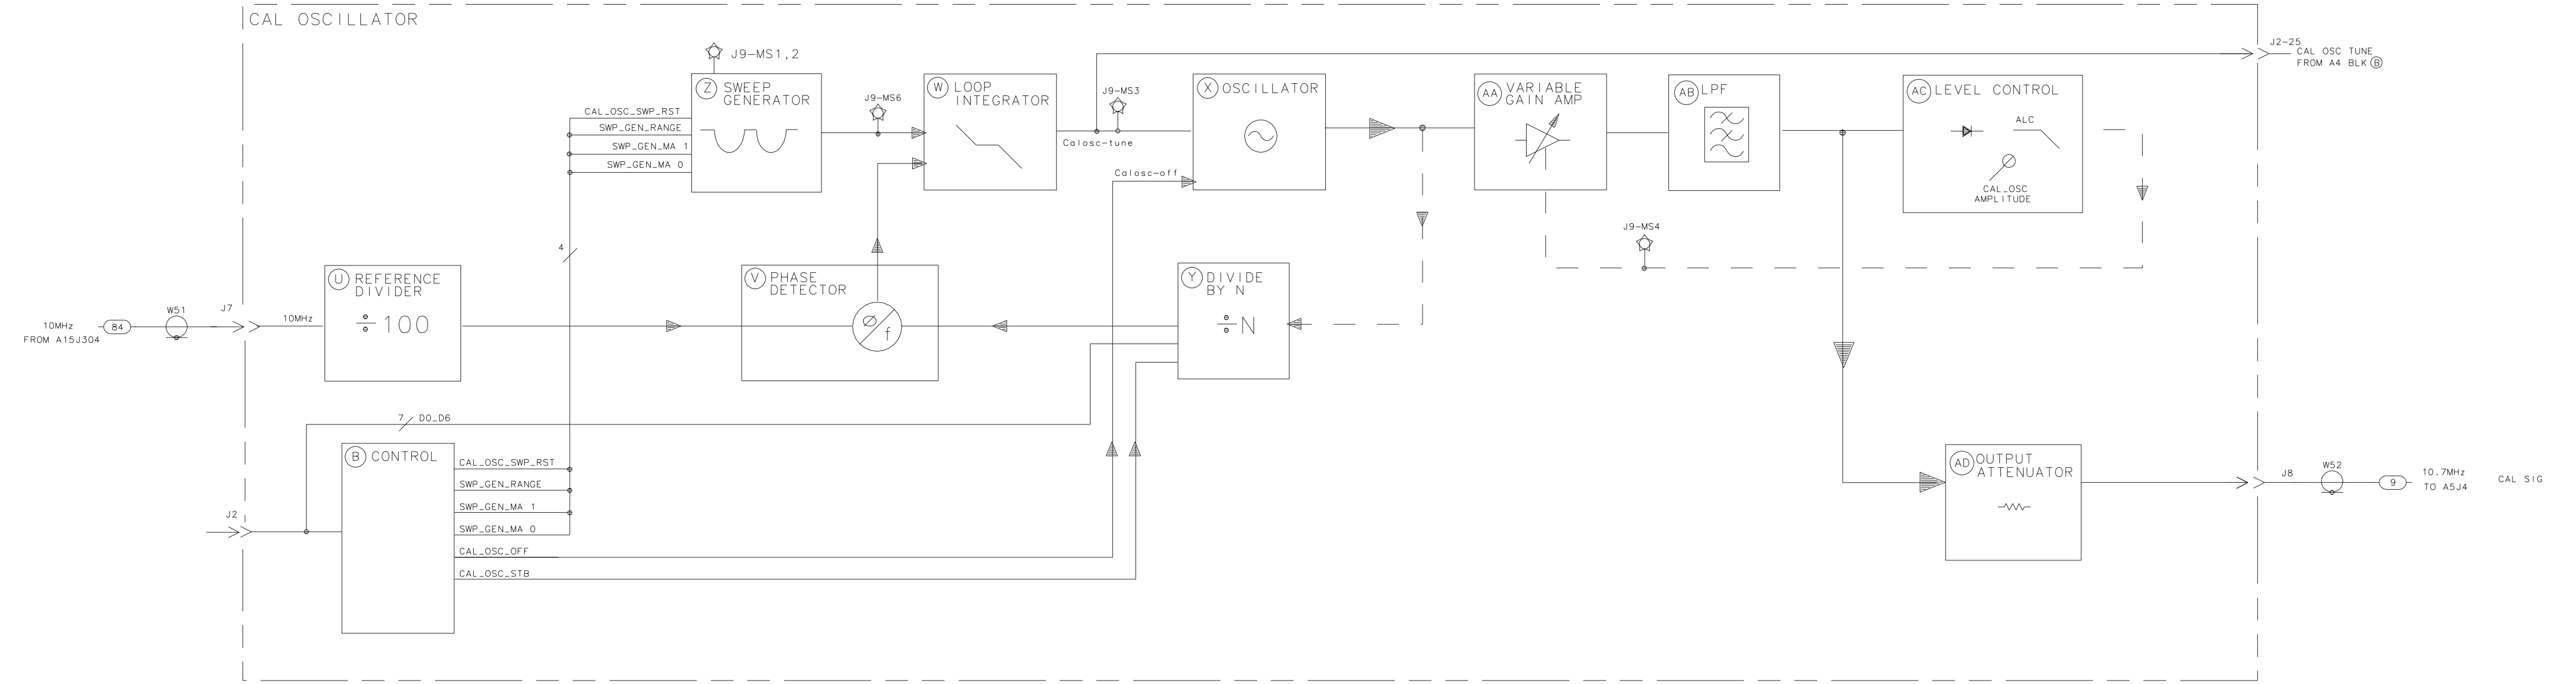 CAL OSCILLATOR
J9-MS1,2
J2-25
CAL OSC TUNE
FROM A4 BLK B
Z SWEEP
GENERATOR
CAL_OSC_SWP_RST
SWP_GEN_RANGE
SWP_GEN_MA 1
SWP_GEN_MA 0
J9-MS6
W LOOP
INTEGRATOR
J9-MS3
Calosc-tune
Calosc-off
X OSCILLATOR
AA VARIABLE
GAIN AMP
AB LPF
AC LEVEL CONTROL
ALC
CAL_OSC
AMPLITUDE
J9-MS4
4
10MHz
FROM A15J304
84
W51
J7
10MHz
U REFERENCE
DIVIDER
÷100
V PHASE
DETECTOR
Ø
f
Y DIVIDE
BY N
÷N
7 D0_D6
J2
B CONTROL
CAL_OSC_SWP_RST
SWP_GEN_RANGE
SWP_GEN_MA 1
SWP_GEN_MA 0
CAL_OSC_OFF
CAL_OSC_STB
AD OUTPUT
ATTENUATOR
J8
W52
9
10.7MHz
TO A5J4
CAL SIG